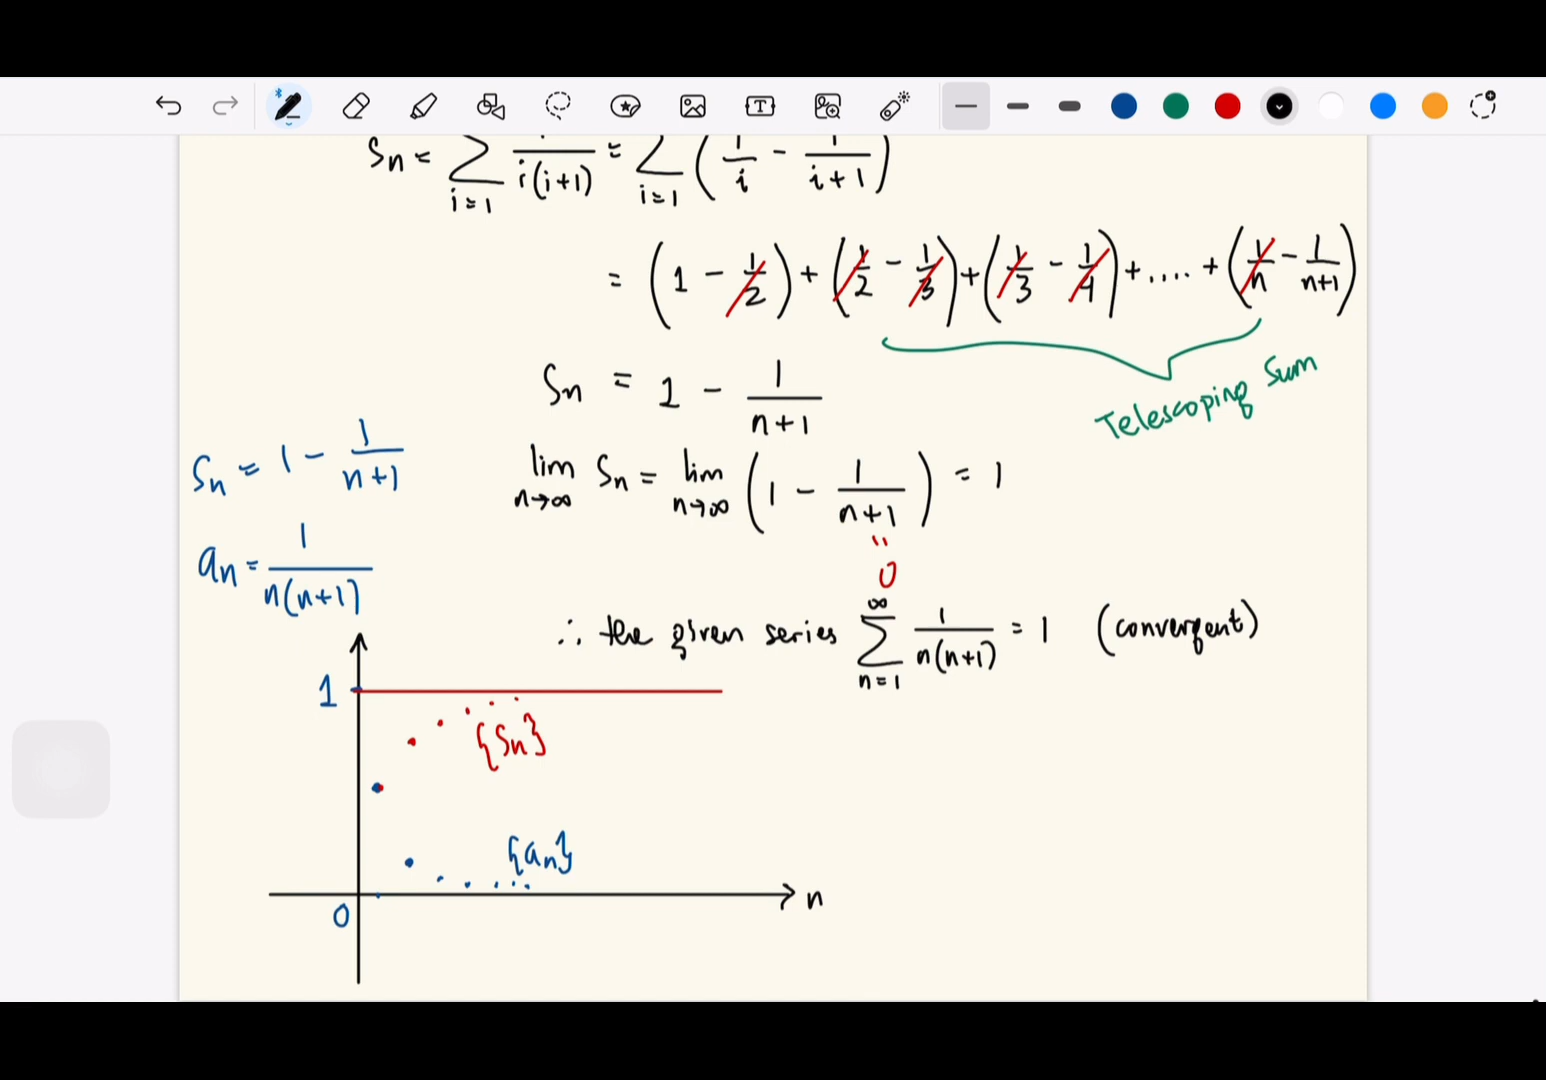 Sn = ∑ i=1 1/i(i+1) = ∑ i=1 (1/i - 1/i+1)
= (1 - 1/2) + (1/2 - 1/3) + (1/3 - 1/4) + .... + (1/n - 1/n+1)
Telescoping Sum
Sn = 1 - 1/n+1
Sn = 1 - 1/n+1
lim n→∞ Sn = lim n→∞ (1 - 1/n+1) = 1
an = 1/n(n+1)
" 0
∴ the given series ∑ n=1 ∞ 1/n(n+1) = 1 (convergent)
1
{Sn}
{an}
0
n
T